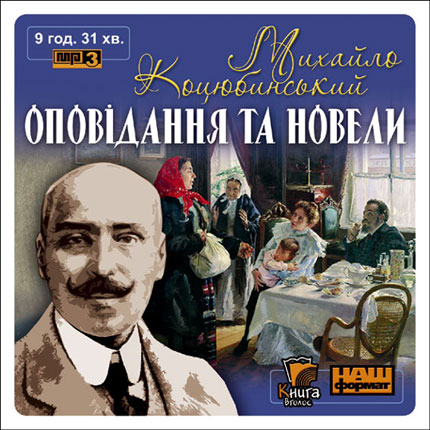 9 год. 31 хв.
mp3
Михайло
Коцюбинський
ОПОВІДАННЯ ТА НОВЕЛИ
Книга
Вголос
НАШ
формат